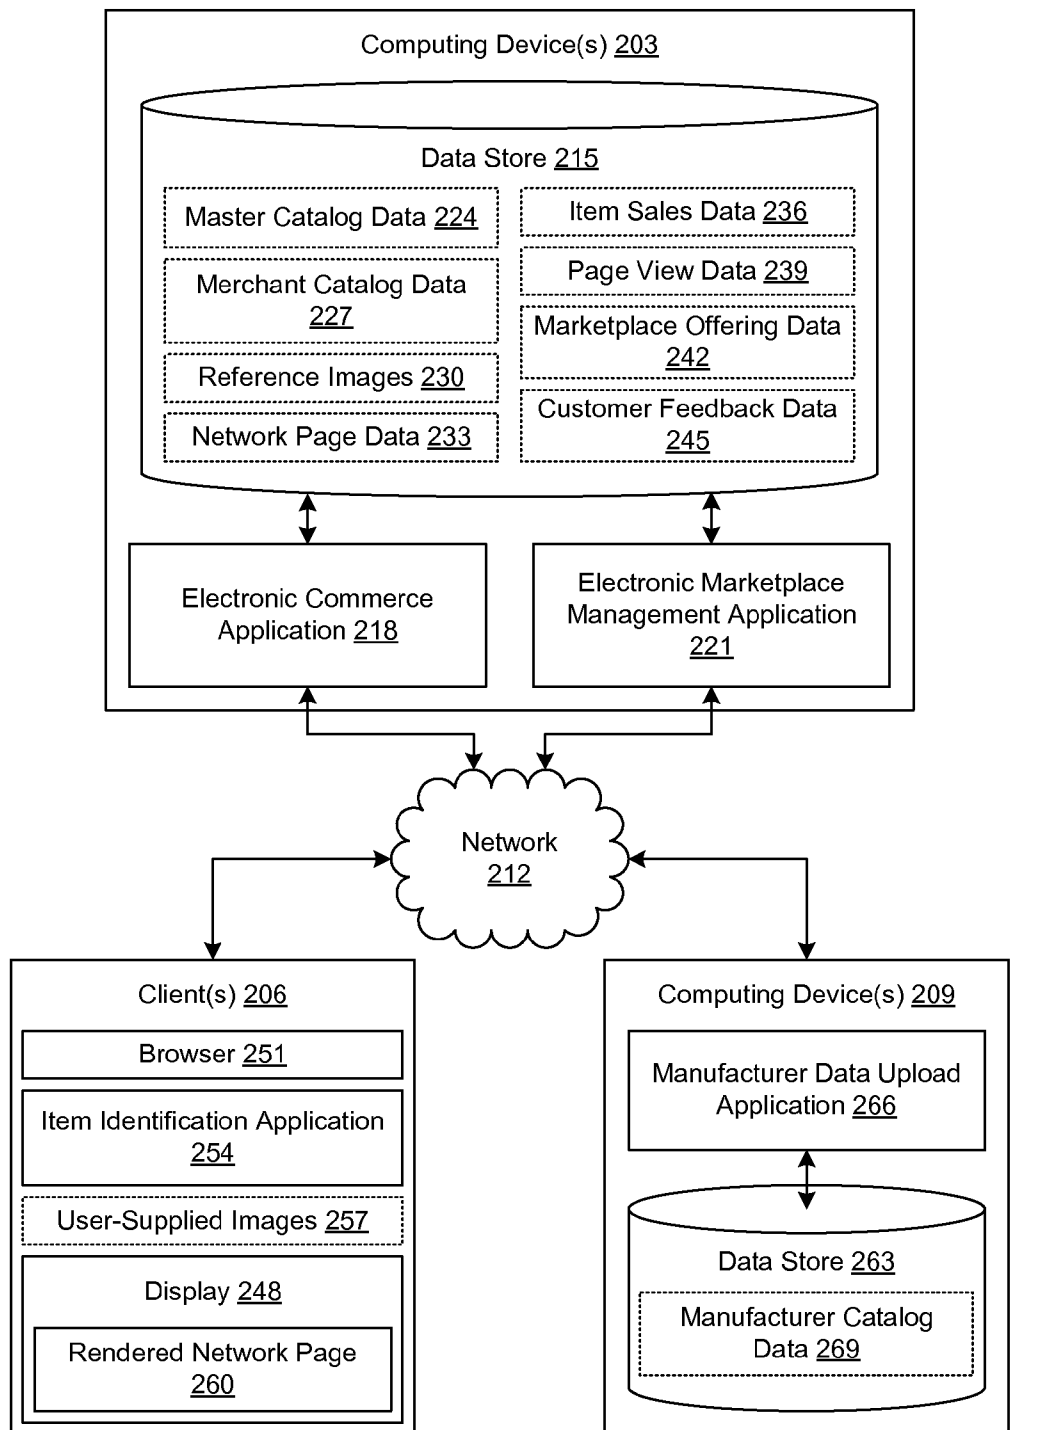 Computing Device(s) 203
Data Store 215
Master Catalog Data 224
Merchant Catalog Data
227
Reference Images 230
Network Page Data 233
Item Sales Data 236
Page View Data 239
Marketplace Offering Data
242
Customer Feedback Data
245
Electronic Commerce
Application 218
Electronic Marketplace
Management Application
221
Network
212
Client(s) 206
Browser 251
Item Identification Application
254
User-Supplied Images 257
Display 248
Rendered Network Page
260
Computing Device(s) 209
Manufacturer Data Upload
Application 266
Data Store 263
Manufacturer Catalog
Data 269